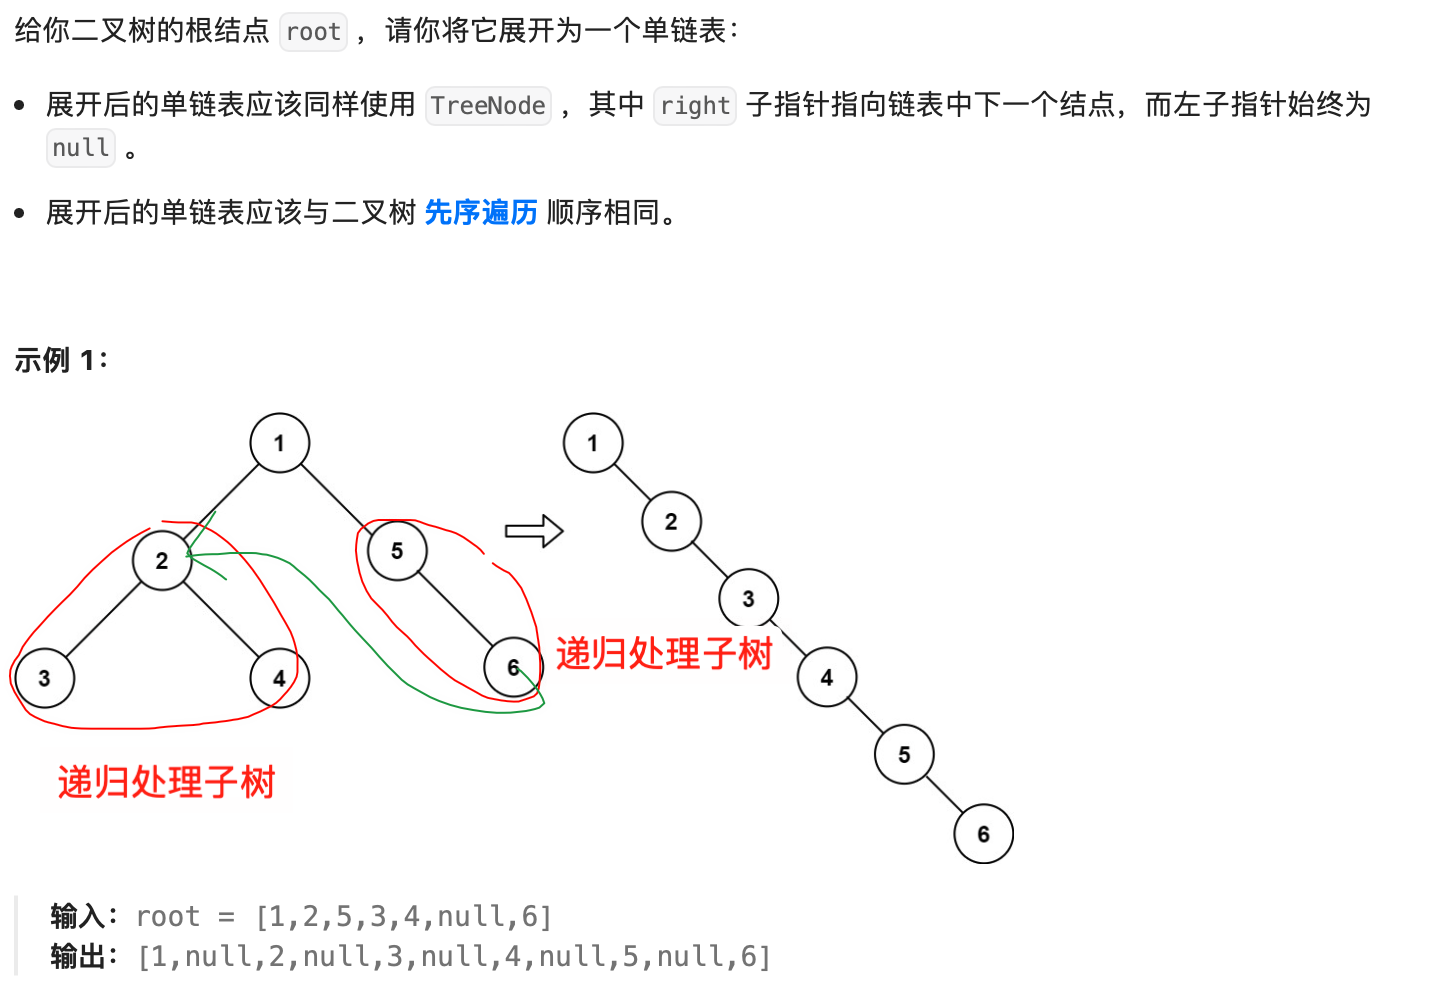 给你二叉树的根结点 root ，请你将它展开为一个单链表：
展开后的单链表应该同样使用 TreeNode ，其中 right 子指针指向链表中下一个结点，而左子指针始终为
null 。
展开后的单链表应该与二叉树 先序遍历 顺序相同。
示例 1：
1
1
2
2
5
3
3
4
6
递归处理子树
4
5
递归处理子树
6
输入：root = [1,2,5,3,4,null,6]
输出：[1,null,2,null,3,null,4,null,5,null,6]